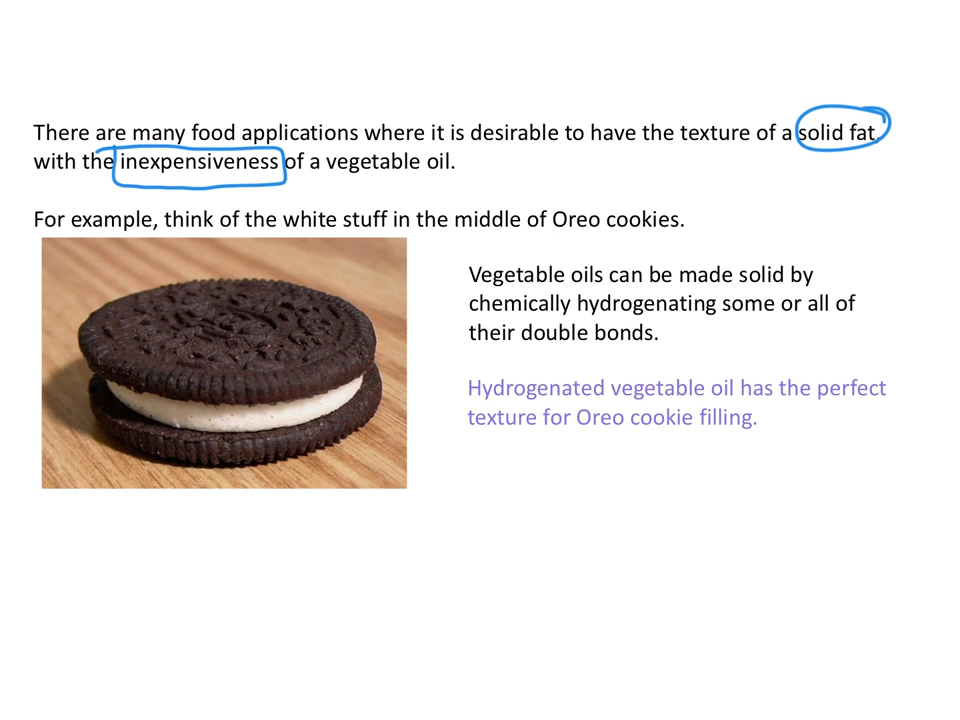 There are many food applications where it is desirable to have the texture of a solid fat,
with the inexpensiveness of a vegetable oil.
For example, think of the white stuff in the middle of Oreo cookies.
Vegetable oils can be made solid by
chemically hydrogenating some or all of
their double bonds.
Hydrogenated vegetable oil has the perfect
texture for Oreo cookie filling.